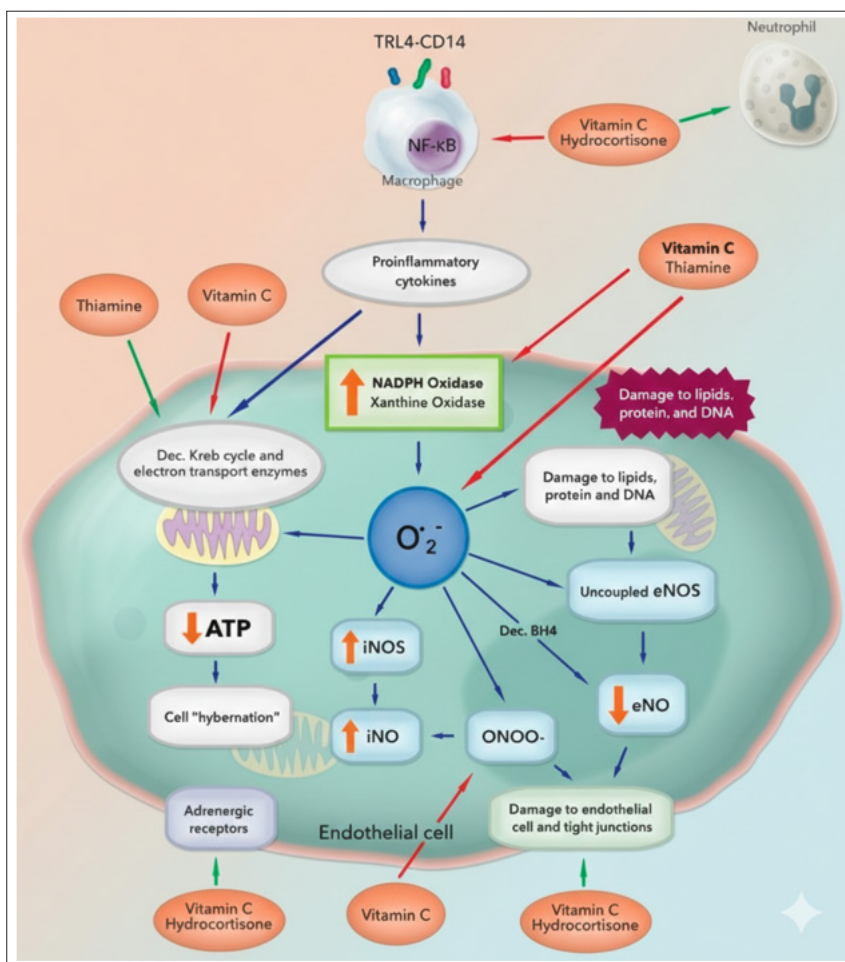 Neutrophil
TRL4-CD14
NF-κB
Macrophage
Vitamin C
Hydrocortisone
Proinflammatory
cytokines
Vitamin C
Thiamine
Thiamine
Vitamin C
NADPH Oxidase
Xanthine Oxidase
Damage to lipids,
protein, and DNA
Dec. Kreb cycle and
electron transport enzymes
Damage to lipids,
protein and DNA
O₂•-
Uncoupled eNOS
ATP
iNOS
Dec. BH4
eNO
Cell "hybernation"
iNO
ONOO-
Adrenergic
receptors
Endothelial cell
Damage to endothelial
cell and tight junctions
Vitamin C
Hydrocortisone
Vitamin C
Vitamin C
Hydrocortisone